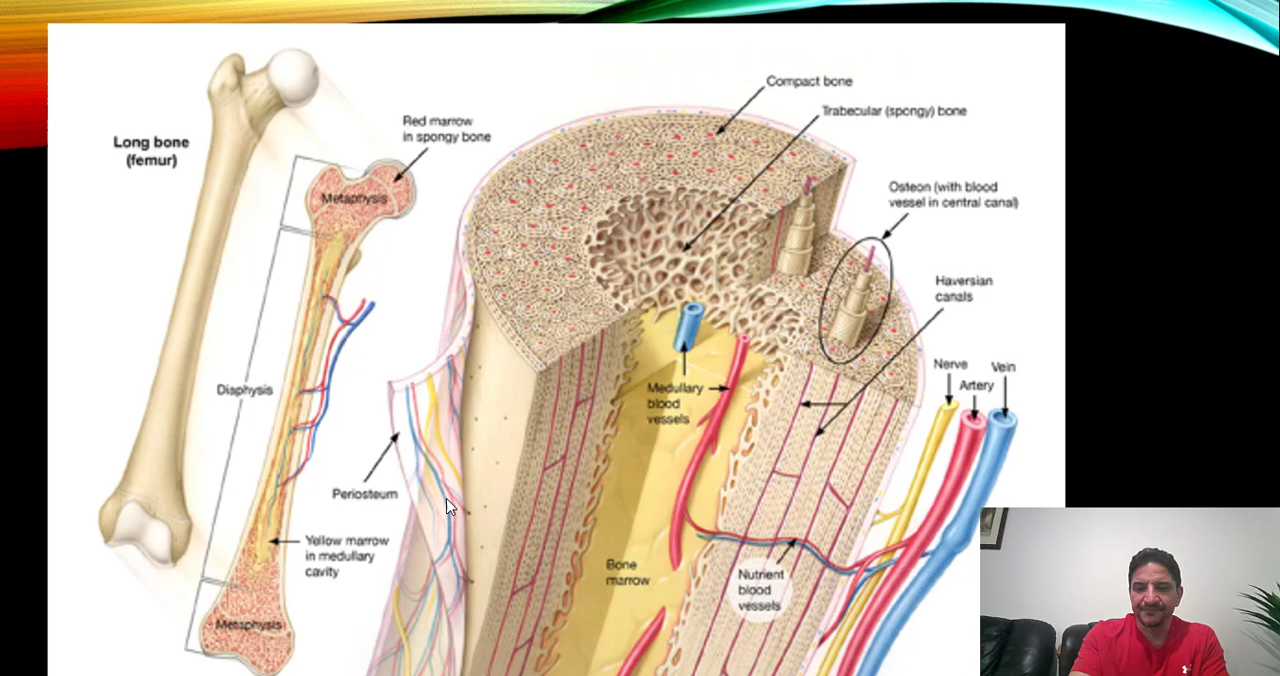 Long bone
(femur)
Red marrow
in spongy bone
Metaphysis
Diaphysis
Yellow marrow
in medullary
cavity
Metaphysis
Periosteum
Compact bone
Trabecular (spongy) bone
Osteon (with blood
vessel in central canal)
Haversian
canals
Medullary
blood
vessels
Nerve
Artery
Vein
Bone
marrow
Nutrient
blood
vessels